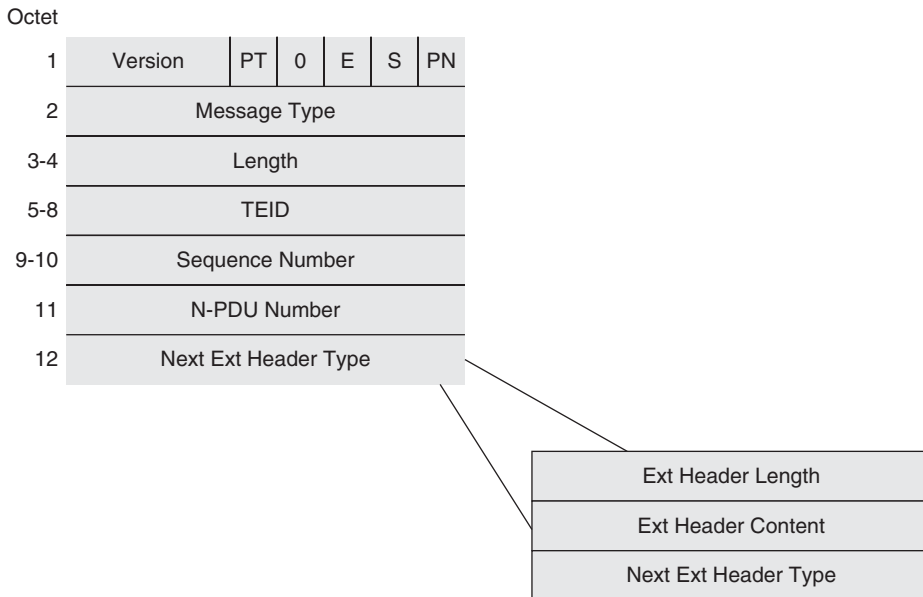 Octet
1 Version PT 0 E S PN
2 Message Type
3-4 Length
5-8 TEID
9-10 Sequence Number
11 N-PDU Number
12 Next Ext Header Type
Ext Header Length
Ext Header Content
Next Ext Header Type